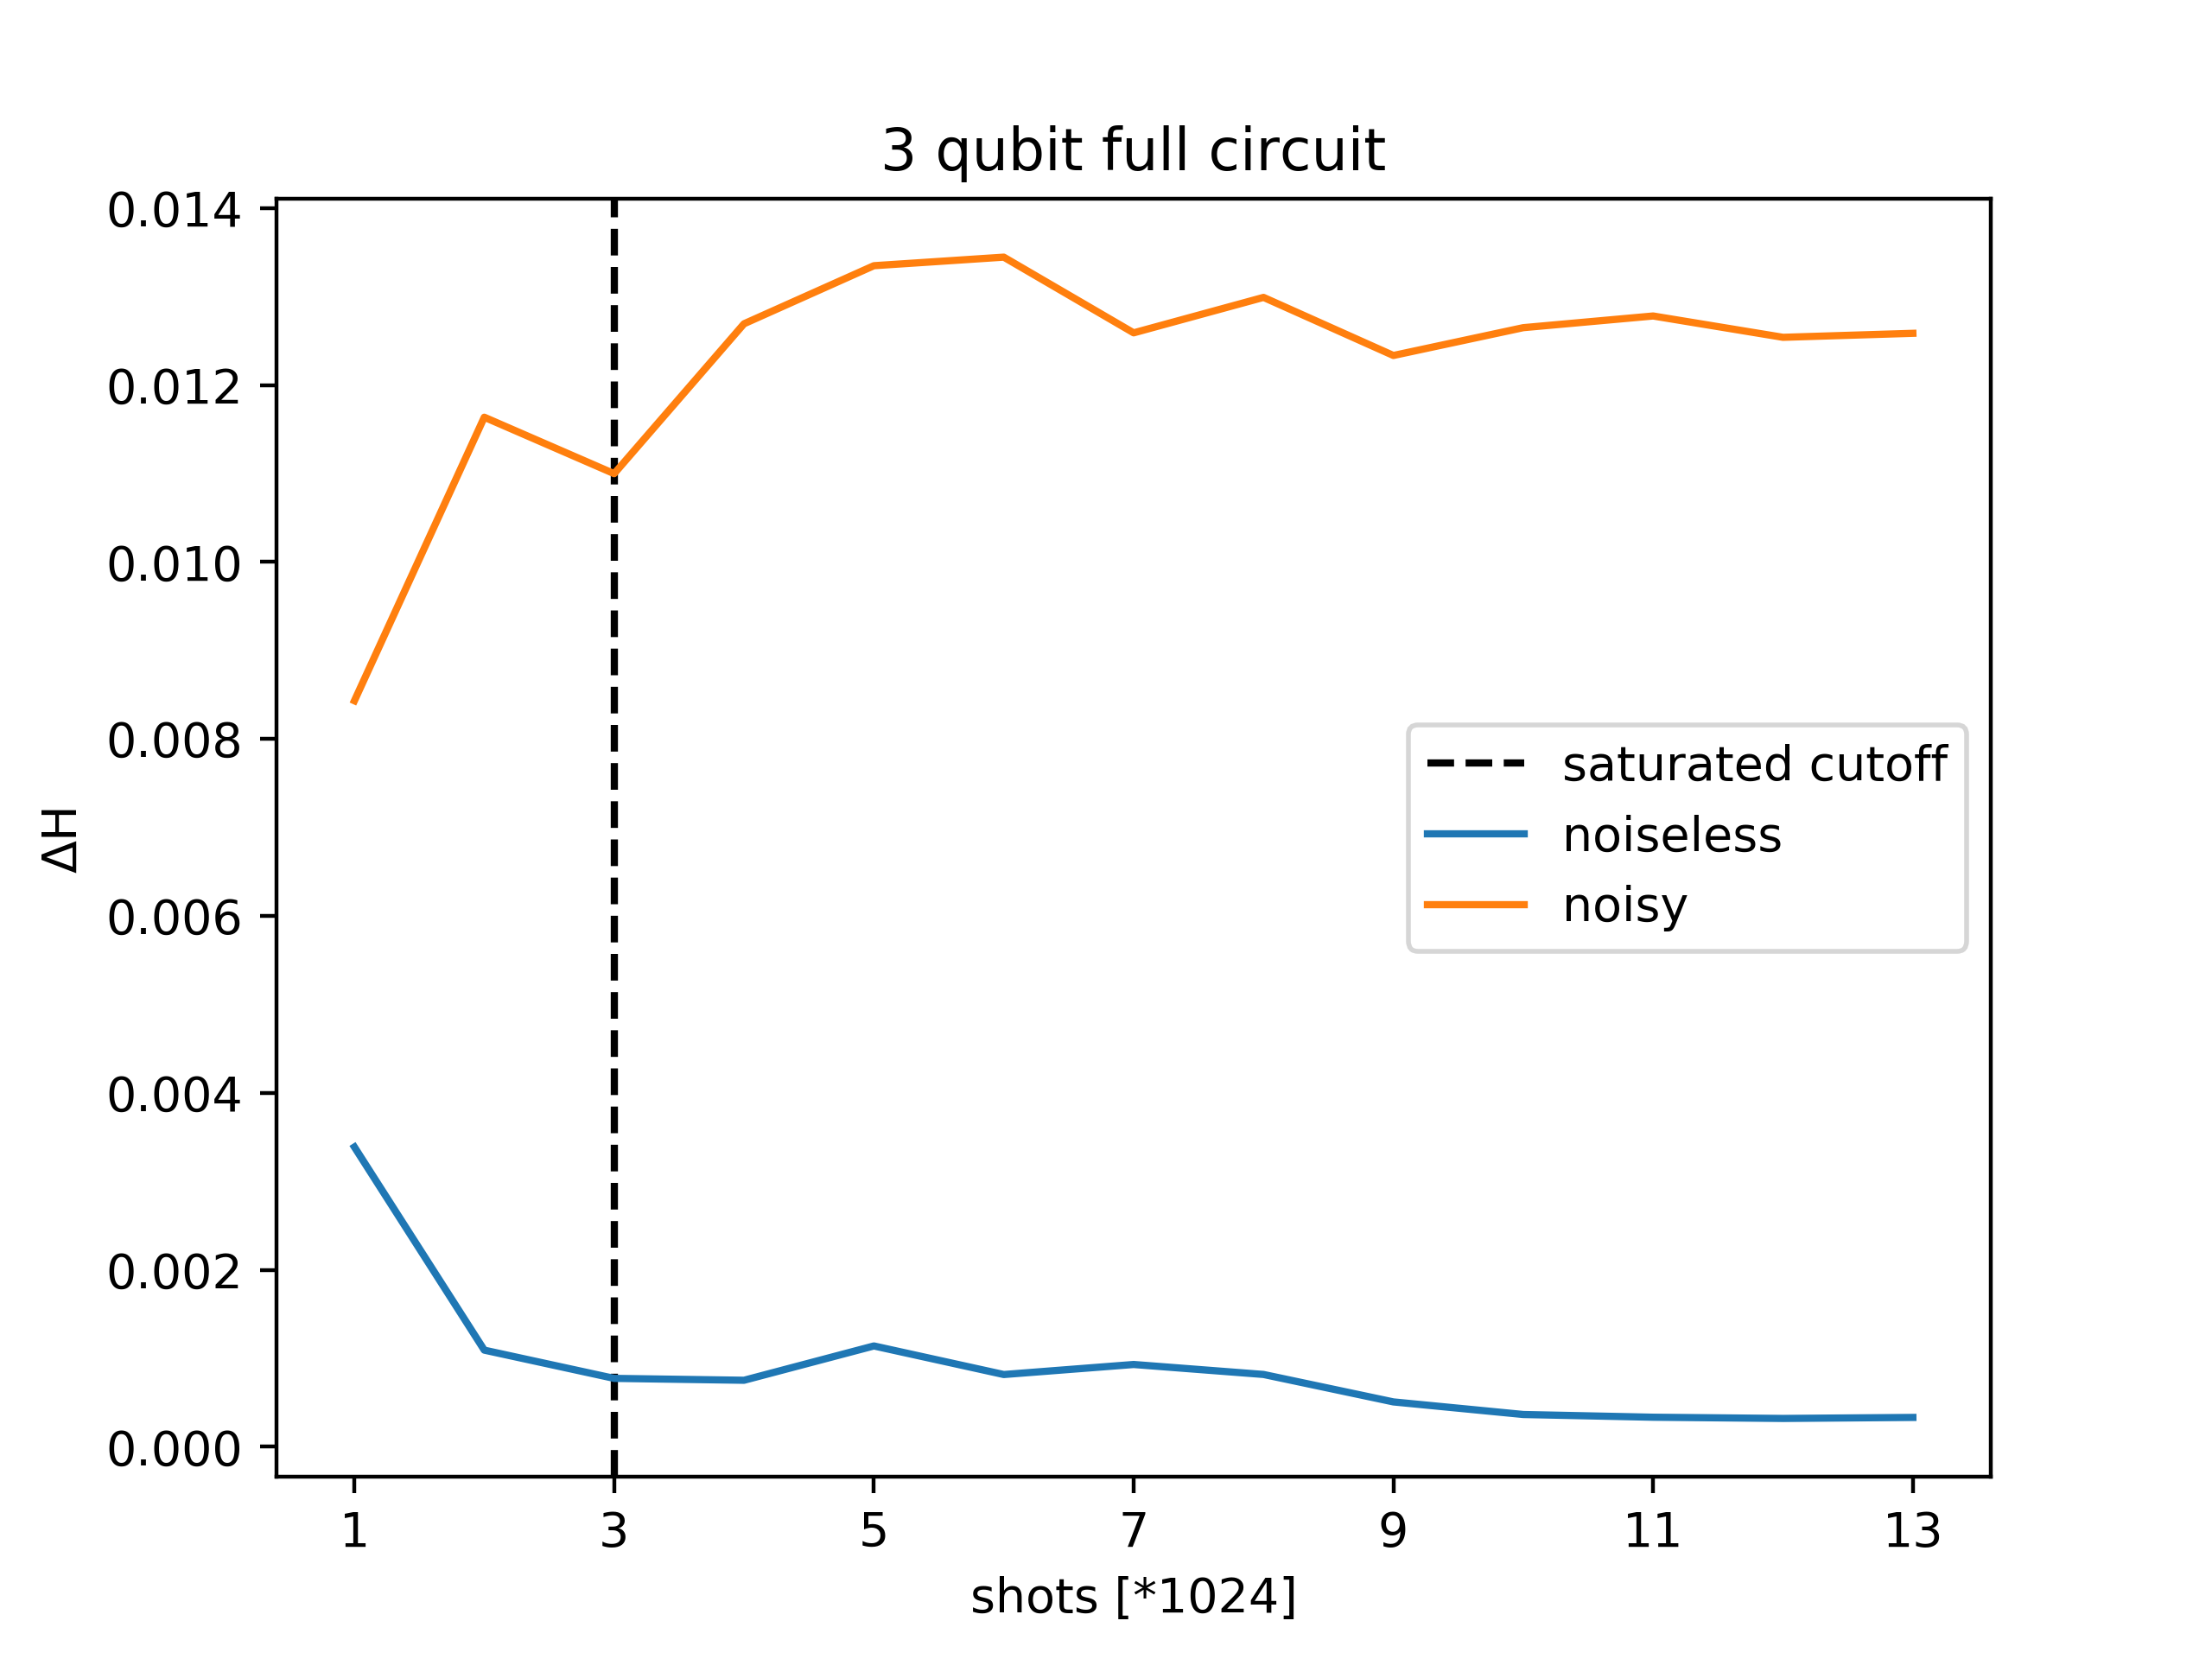 3 qubit full circuit
0.014
0.012
0.010
0.008
0.006
0.004
0.002
0.000
ΔH
saturated cutoff
noiseless
noisy
1 3 5 7 9 11 13
shots [*1024]